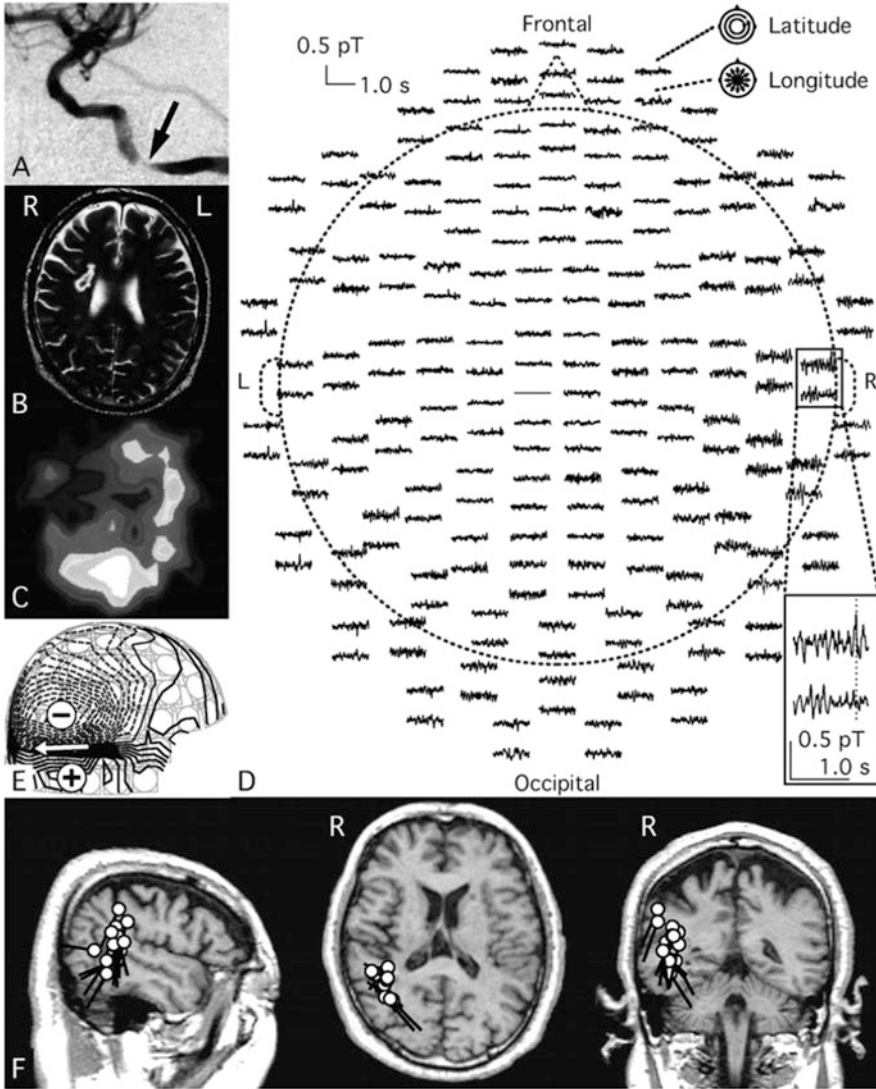 A
R L
B
C
− 
+
E
Frontal
0.5 pT
1.0 s
Latitude
Longitude
L
R
0.5 pT
1.0 s
D
Occipital
R
R
F